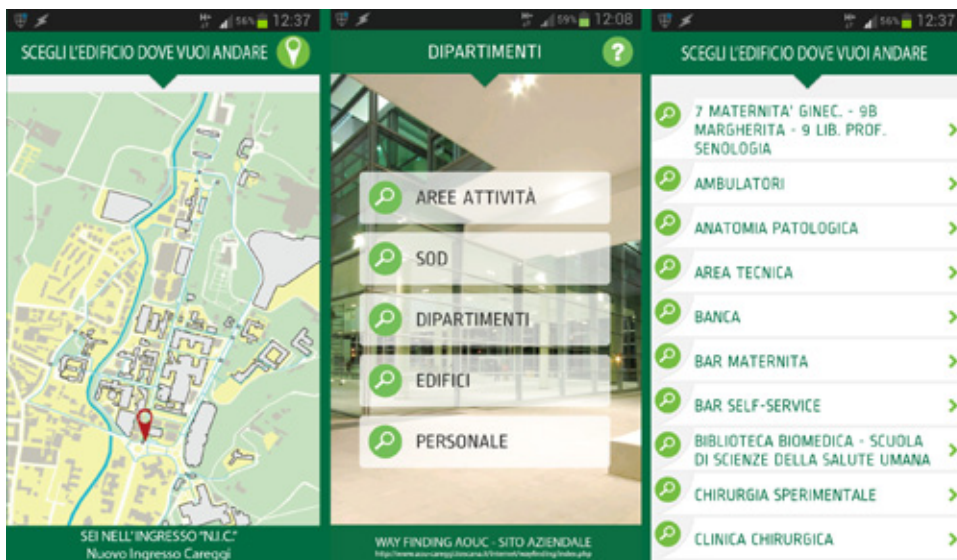 56% 12:37
SCEGLI L'EDIFICIO DOVE VUOI ANDARE
SEI NELL'INGRESSO "N.I.C."
Nuovo Ingresso Careggi
59% 12:08
DIPARTIMENTI
?
AREE ATTIVITÀ
SOD
DIPARTIMENTI
EDIFICI
PERSONALE
WAY FINDING AOUC - SITO AZIENDALE
56% 12:37
SCEGLI L'EDIFICIO DOVE VUOI ANDARE
7 MATERNITA' GINEC. - 9B
MARGHERITA - 9 LIB. PROF.
SENOLOGIA
AMBULATORI
ANATOMIA PATOLOGICA
AREA TECNICA
BANCA
BAR MATERNITA
BAR SELF-SERVICE
BIBLIOTECA BIOMEDICA - SCUOLA
DI SCIENZE DELLA SALUTE UMANA
CHIRURGIA SPERIMENTALE
CLINICA CHIRURGICA